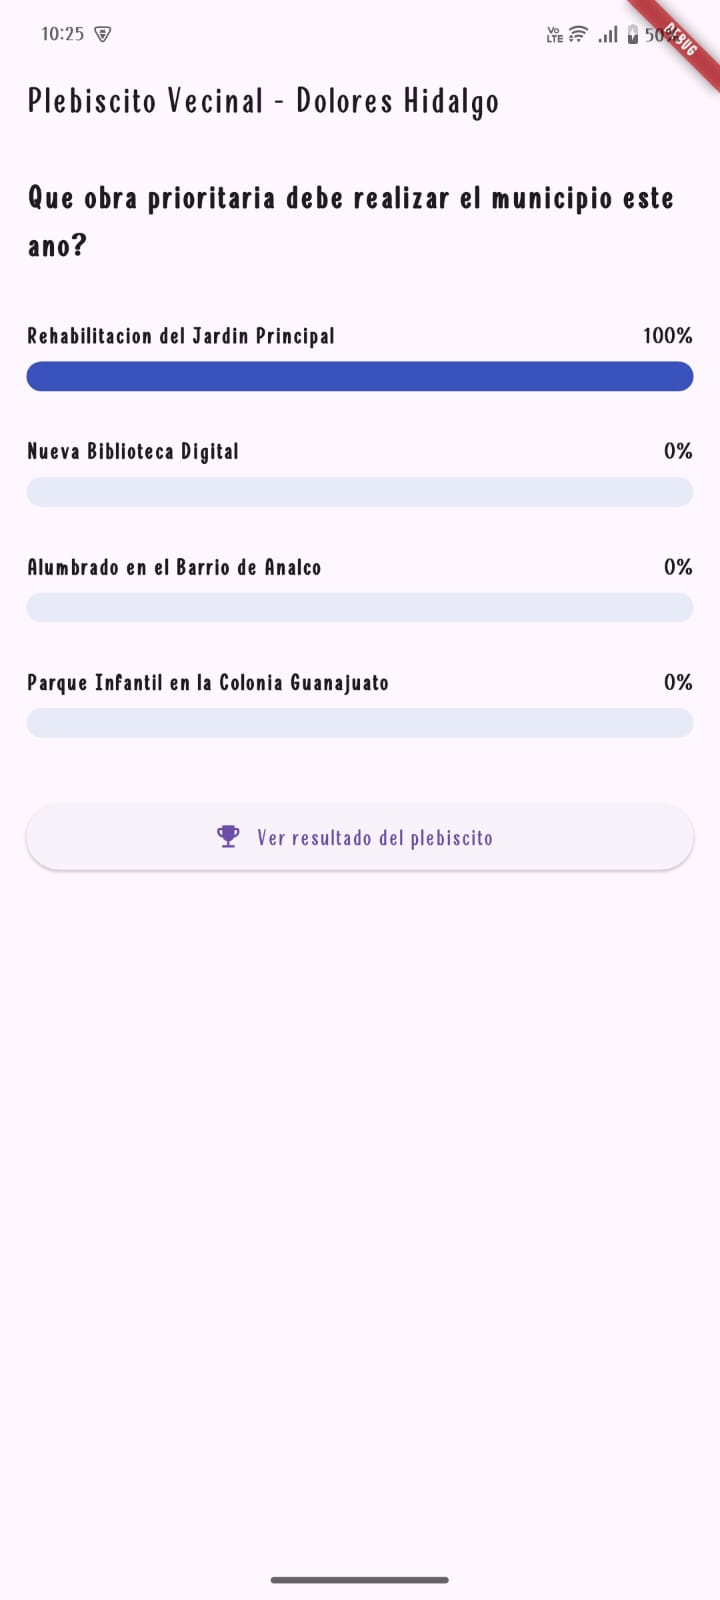 10:25
Vo LTE 50%
DEBUG
Plebiscito Vecinal - Dolores Hidalgo
Que obra prioritaria debe realizar el municipio este
ano?
Rehabilitacion del Jardin Principal 100%
Nueva Biblioteca Digital 0%
Alumbrado en el Barrio de Analco 0%
Parque Infantil en la Colonia Guanajuato 0%
Ver resultado del plebiscito